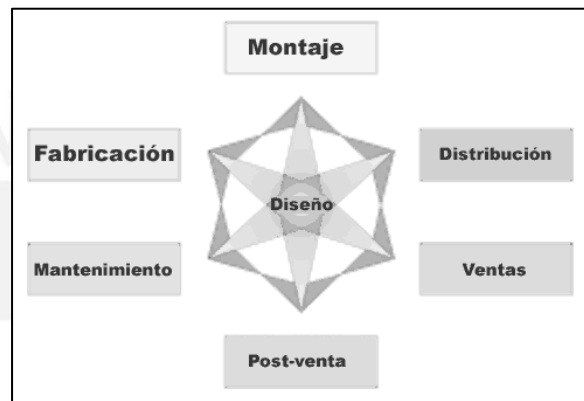 Montaje
Fabricación
Distribución
Diseño
Mantenimiento
Ventas
Post-venta